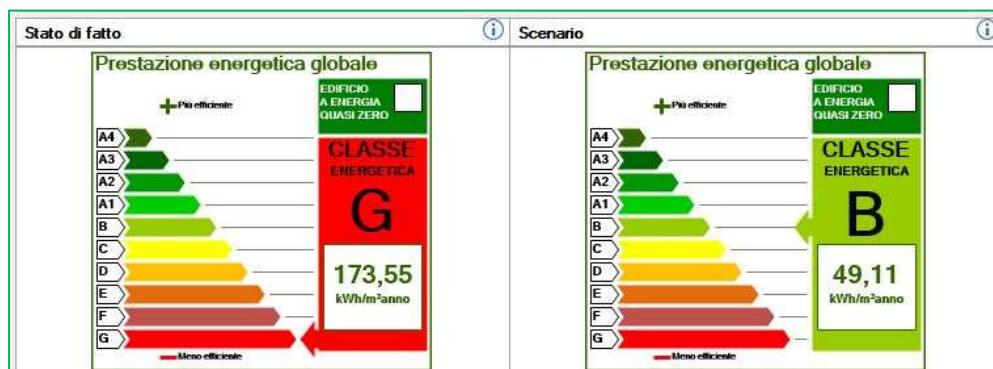 Stato di fatto
Prestazione energetica globale
Più efficiente
EDIFICIO
A ENERGIA
QUASI ZERO
A4
A3
A2
A1
B
C
D
E
F
G
CLASSE
ENERGETICA
G
173,55
kWh/m²anno
Meno efficiente
Scenario
Prestazione energetica globale
Più efficiente
EDIFICIO
A ENERGIA
QUASI ZERO
A4
A3
A2
A1
B
C
D
E
F
G
CLASSE
ENERGETICA
B
49,11
kWh/m²anno
Meno efficiente